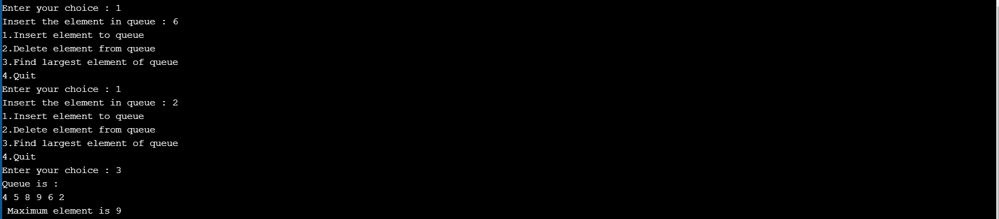 Enter your choice : 1
Insert the element in queue : 6
1.Insert element to queue
2.Delete element from queue
3.Find largest element of queue
4.Quit
Enter your choice : 1
Insert the element in queue : 2
1.Insert element to queue
2.Delete element from queue
3.Find largest element of queue
4.Quit
Enter your choice : 3
Queue is :
4 5 8 9 6 2
Maximum element is 9